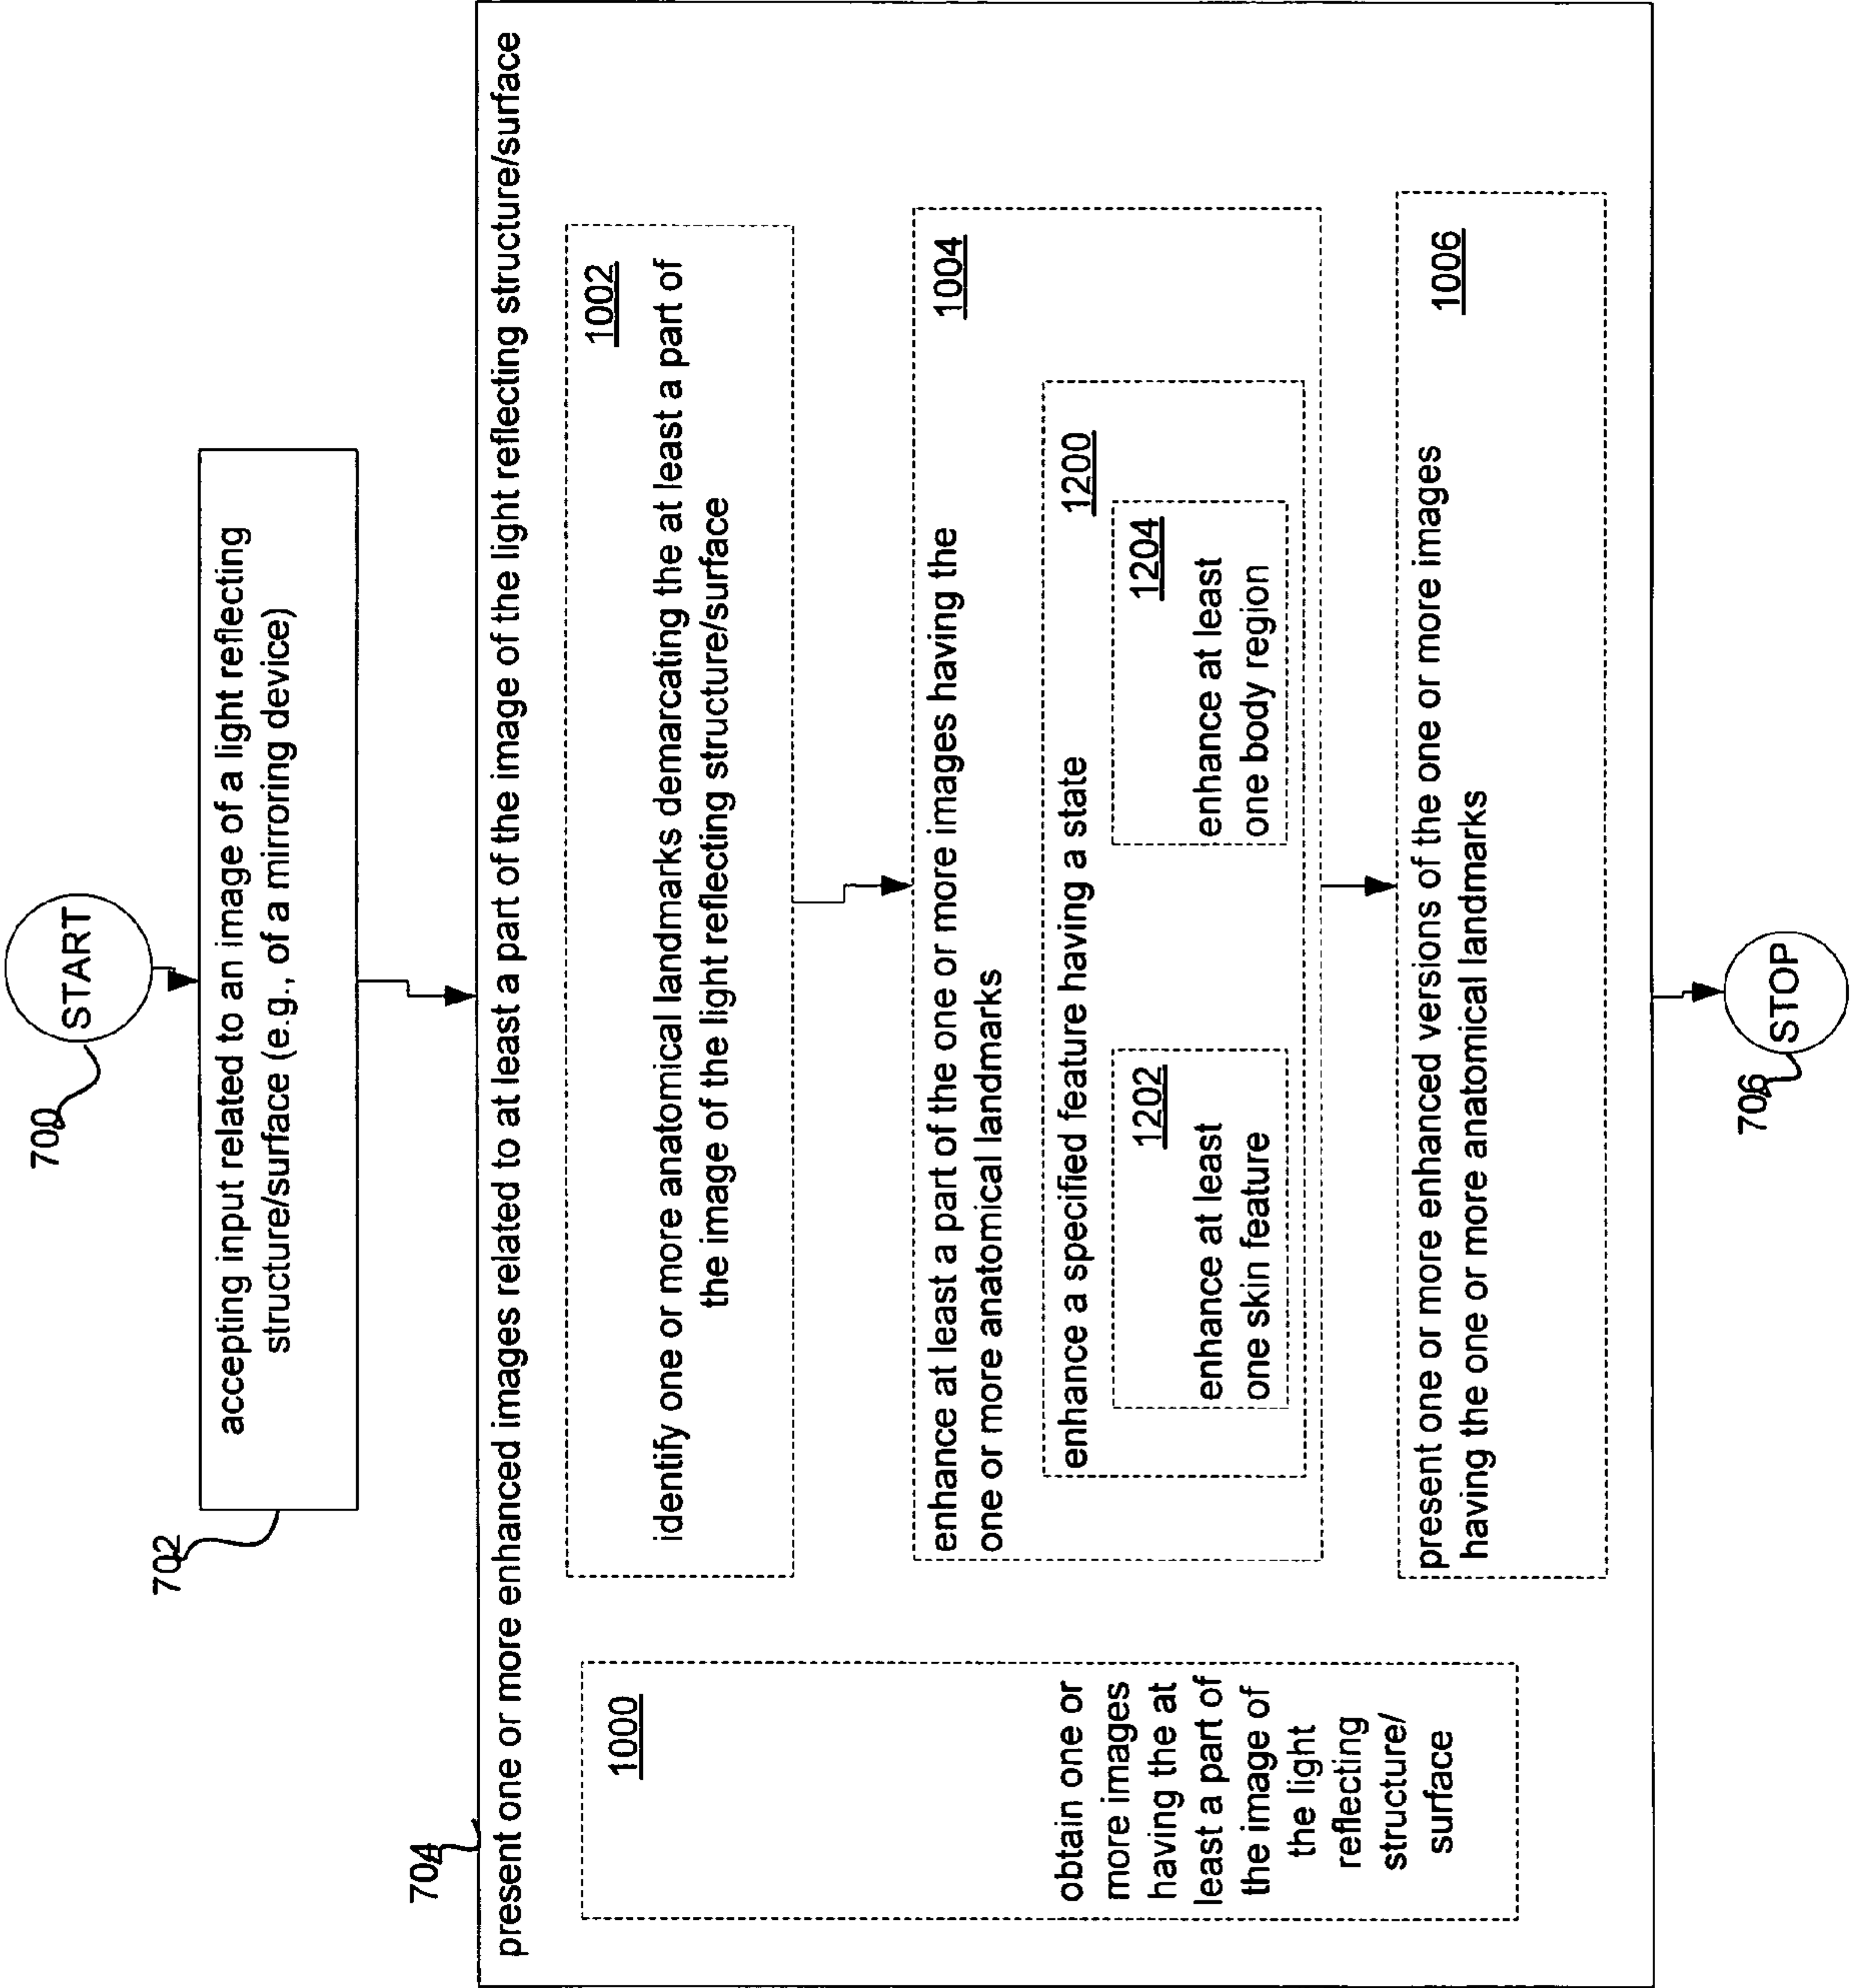 START
700
accepting input related to an image of a light reflecting
structure/surface (e.g., of a mirroring device)
702
present one or more enhanced images related to at least a part of the image of the light reflecting structure/surface
704
1000
obtain one or
more images
having the at
least a part of
the image of
the light
reflecting
structure/
surface
1002
identify one or more anatomical landmarks demarcating the at least a part of
the image of the light reflecting structure/surface
1004
enhance at least a part of the one or more images having the
one or more anatomical landmarks
1200
enhance a specified feature having a state
1202
enhance at least
one skin feature
1204
enhance at least
one body region
1006
present one or more enhanced versions of the one or more images
having the one or more anatomical landmarks
STOP
706